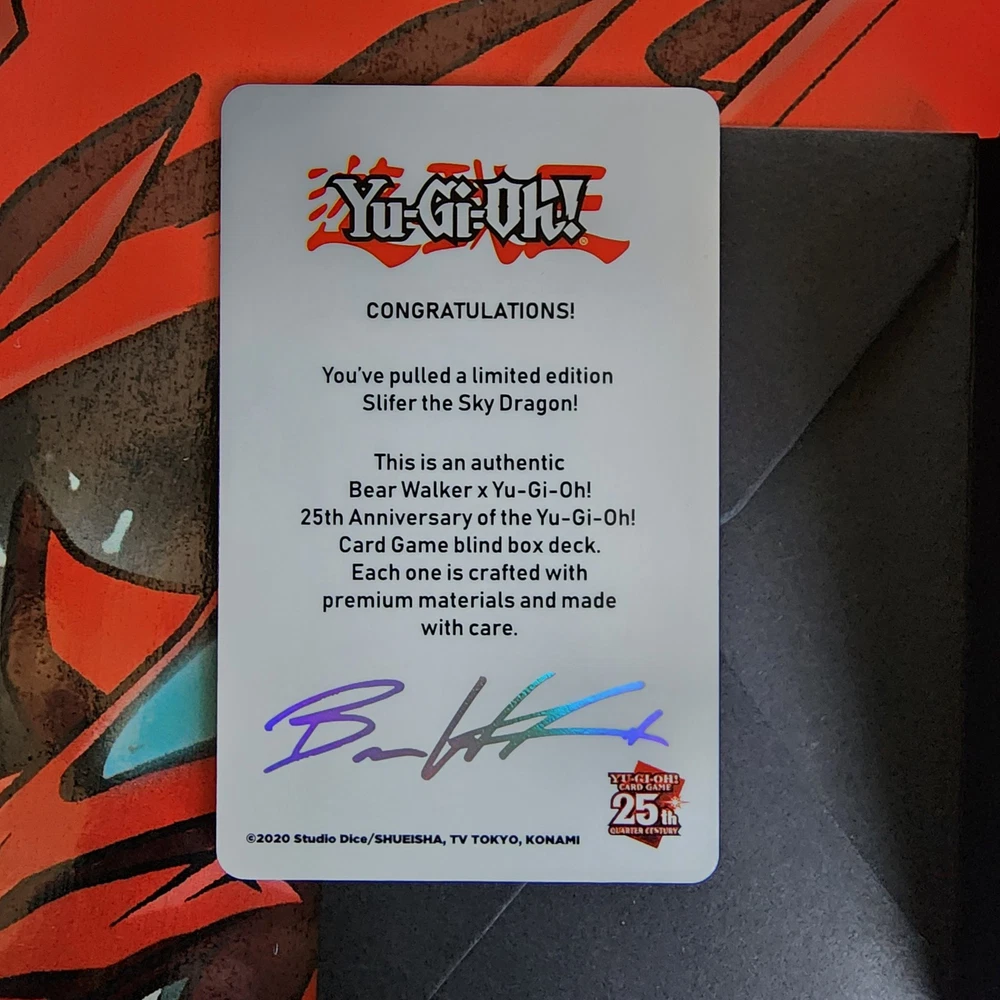 遊戯王
Yu-Gi-Oh!
®
CONGRATULATIONS!
You've pulled a limited edition
Slifer the Sky Dragon!
This is an authentic
Bear Walker x Yu-Gi-Oh!
25th Anniversary of the Yu-Gi-Oh!
Card Game blind box deck.
Each one is crafted with
premium materials and made
with care.
YU-GI-OH!
CARD GAME
25th
QUARTER CENTURY
©2020 Studio Dice/SHUEISHA, TV TOKYO, KONAMI